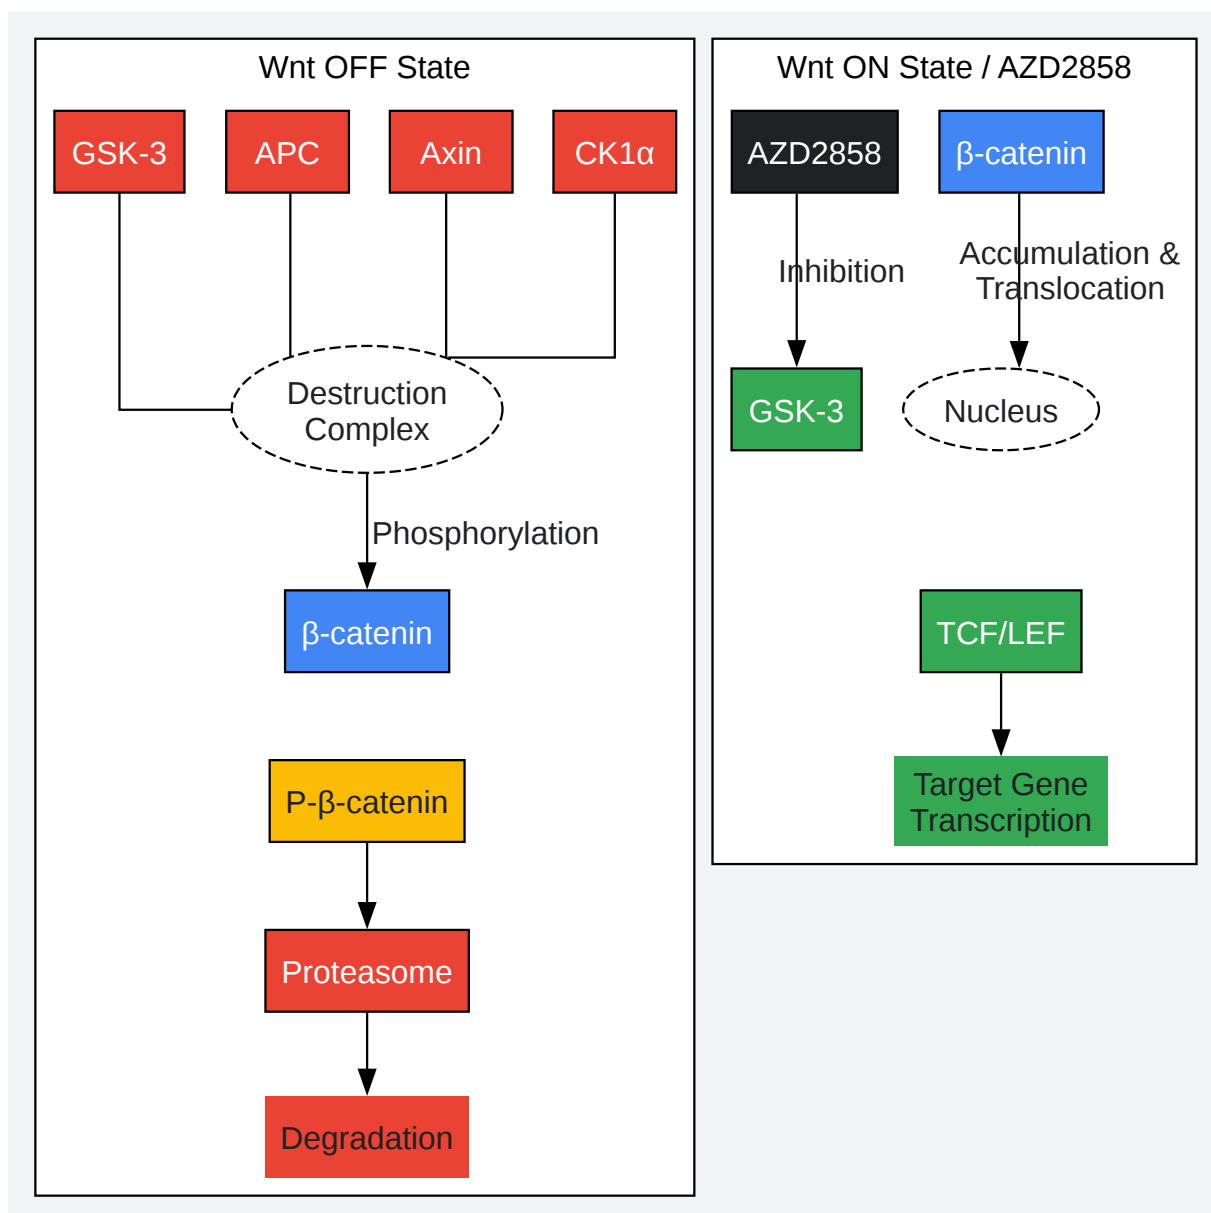 Wnt OFF State
GSK-3
APC
Axin
CK1α
Destruction
Complex
Phosphorylation
β-catenin
P-β-catenin
Proteasome
Degradation
Wnt ON State / AZD2858
AZD2858
β-catenin
Inhibition
Accumulation &
Translocation
GSK-3
Nucleus
TCF/LEF
Target Gene
Transcription